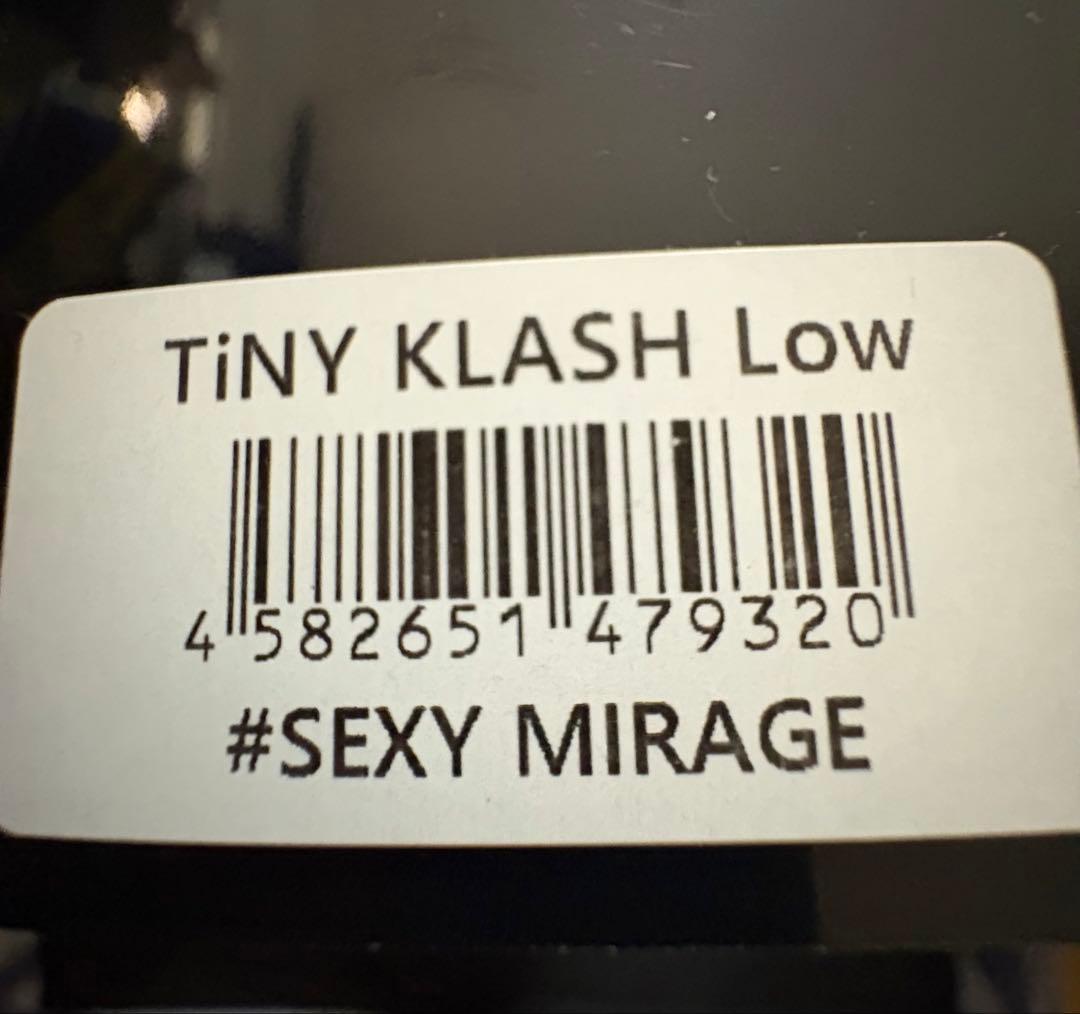 TiNY KLASH Low
4 582651 479320
#SEXY MIRAGE